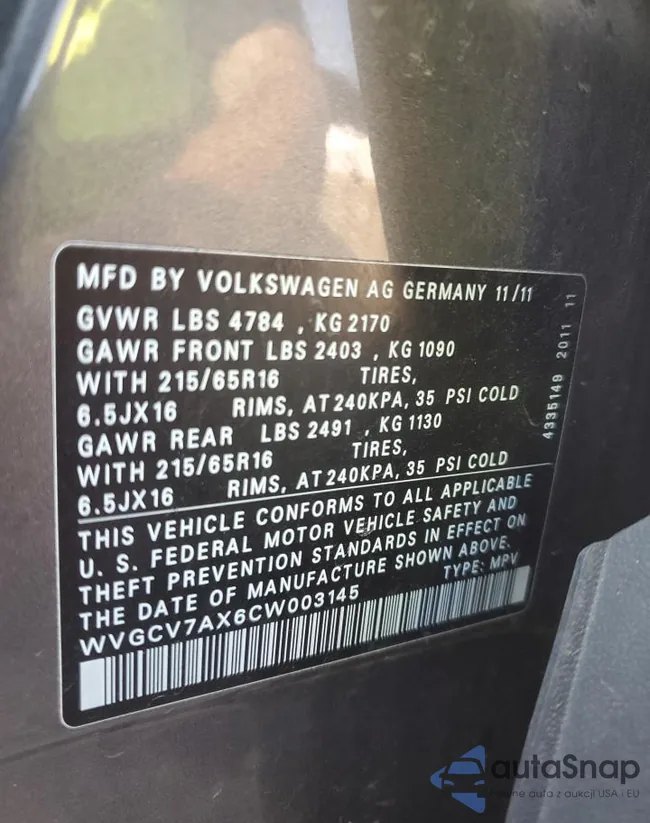 MFD BY VOLKSWAGEN AG GERMANY 11/11
GVWR LBS 4784 , KG 2170
GAWR FRONT LBS 2403 , KG 1090
WITH 215/65R16 TIRES,
6.5JX16 RIMS, AT 240KPA, 35 PSI COLD
GAWR REAR LBS 2491 , KG 1130
WITH 215/65R16 TIRES,
6.5JX16 RIMS, AT 240KPA, 35 PSI COLD
THIS VEHICLE CONFORMS TO ALL APPLICABLE
U. S. FEDERAL MOTOR VEHICLE SAFETY AND
THEFT PREVENTION STANDARDS IN EFFECT ON
THE DATE OF MANUFACTURE SHOWN ABOVE.
WVGCV7AX6CW003145 TYPE: MPV
4335149 2011 11
autaSnap
auta z aukcji USA i EU